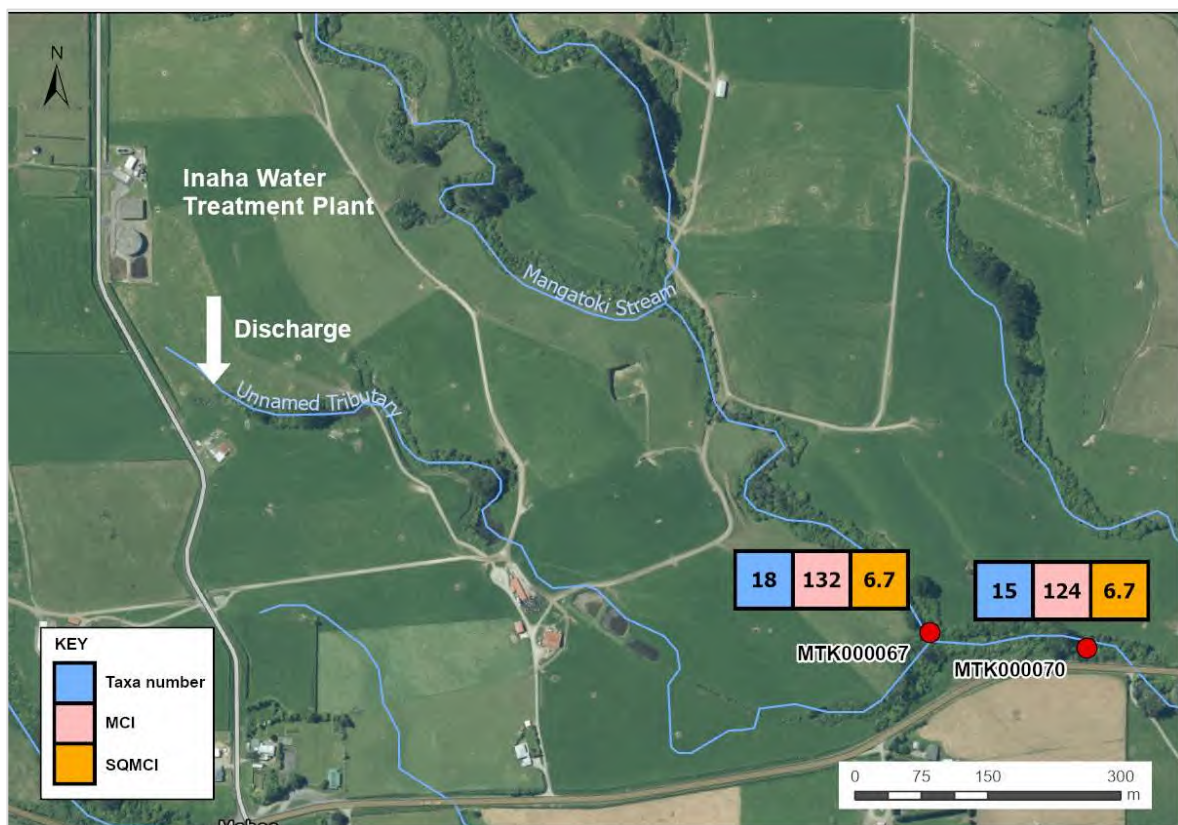 N
Inaha Water
Treatment Plant
Mangatoki Stream
Discharge
Unnamed Tributary
18 132 6.7
15 124 6.7
MTK000067
MTK000070
KEY
Taxa number
MCI
SQMCI
0 75 150 300
m